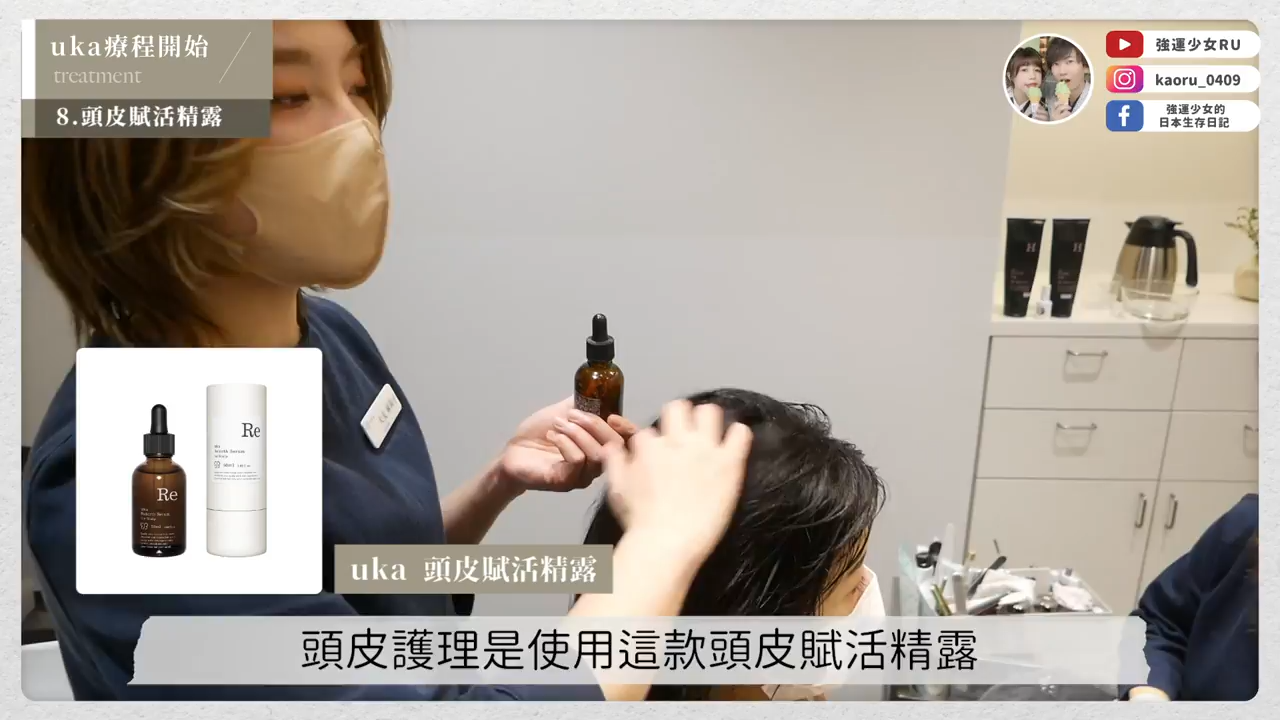 uka療程開始
treatment
8.頭皮賦活精露
強運少女RU
kaoru_0409
強運少女的
日本生存日記
H
H
Re
Re
uka 頭皮賦活精露
頭皮護理是使用這款頭皮賦活精露